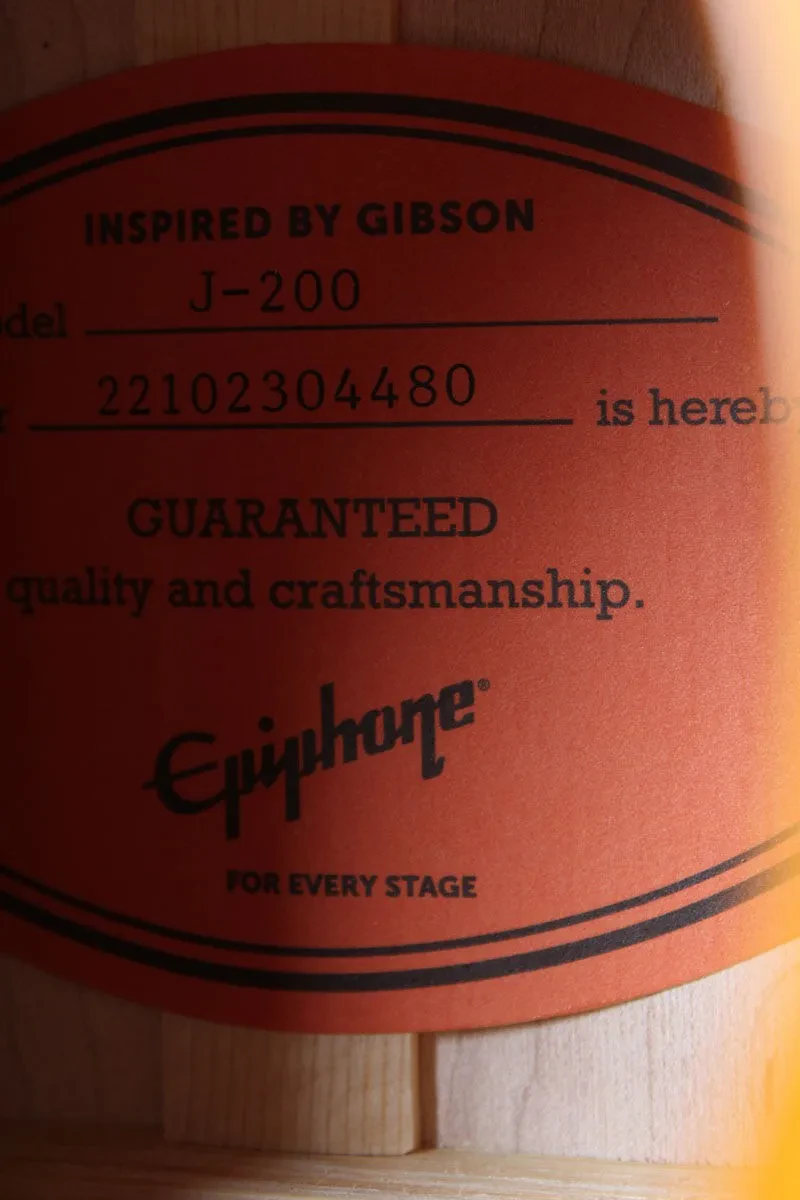 INSPIRED BY GIBSON
odel J-200
r 22102304480 is hereb
GUARANTEED
quality and craftsmanship.
Epiphone®
FOR EVERY STAGE